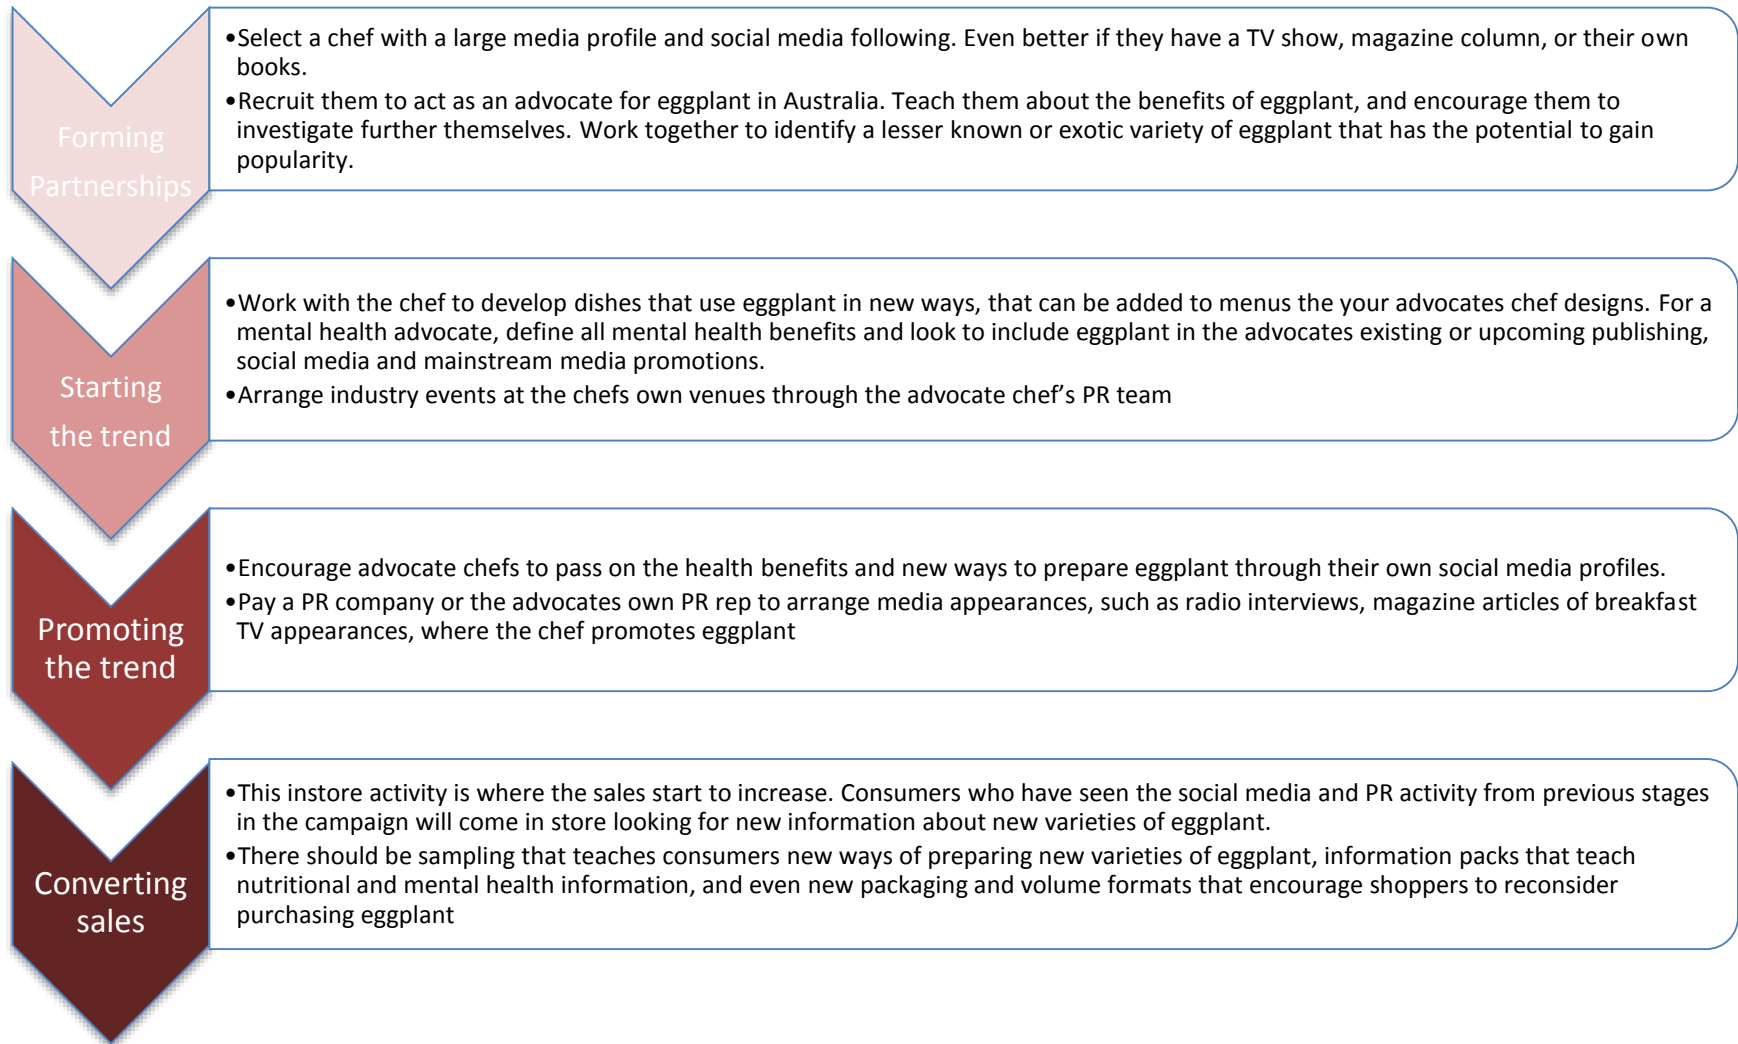 Forming
Partnerships
•Select a chef with a large media profile and social media following. Even better if they have a TV show, magazine column, or their own
books.
•Recruit them to act as an advocate for eggplant in Australia. Teach them about the benefits of eggplant, and encourage them to
investigate further themselves. Work together to identify a lesser known or exotic variety of eggplant that has the potential to gain
popularity.
Starting
the trend
•Work with the chef to develop dishes that use eggplant in new ways, that can be added to menus the your advocates chef designs. For a
mental health advocate, define all mental health benefits and look to include eggplant in the advocates existing or upcoming publishing,
social media and mainstream media promotions.
•Arrange industry events at the chefs own venues through the advocate chef’s PR team
Promoting
the trend
•Encourage advocate chefs to pass on the health benefits and new ways to prepare eggplant through their own social media profiles.
•Pay a PR company or the advocates own PR rep to arrange media appearances, such as radio interviews, magazine articles of breakfast
TV appearances, where the chef promotes eggplant
Converting
sales
•This instore activity is where the sales start to increase. Consumers who have seen the social media and PR activity from previous stages
in the campaign will come in store looking for new information about new varieties of eggplant.
•There should be sampling that teaches consumers new ways of preparing new varieties of eggplant, information packs that teach
nutritional and mental health information, and even new packaging and volume formats that encourage shoppers to reconsider
purchasing eggplant